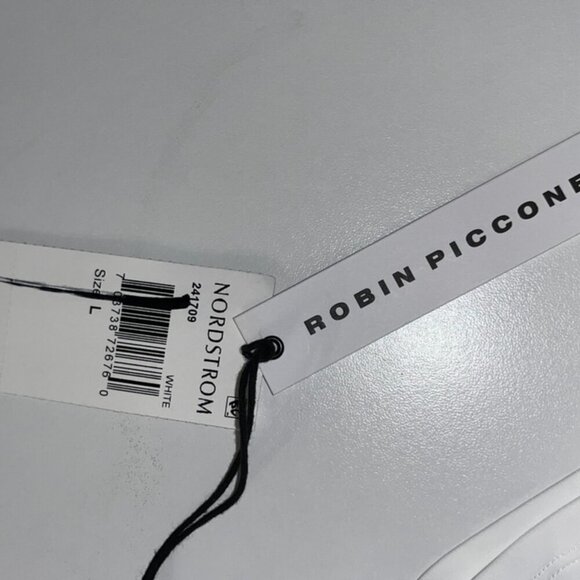 ROBIN PICCONE
NORDSTROM
241709
WHITE
Size L